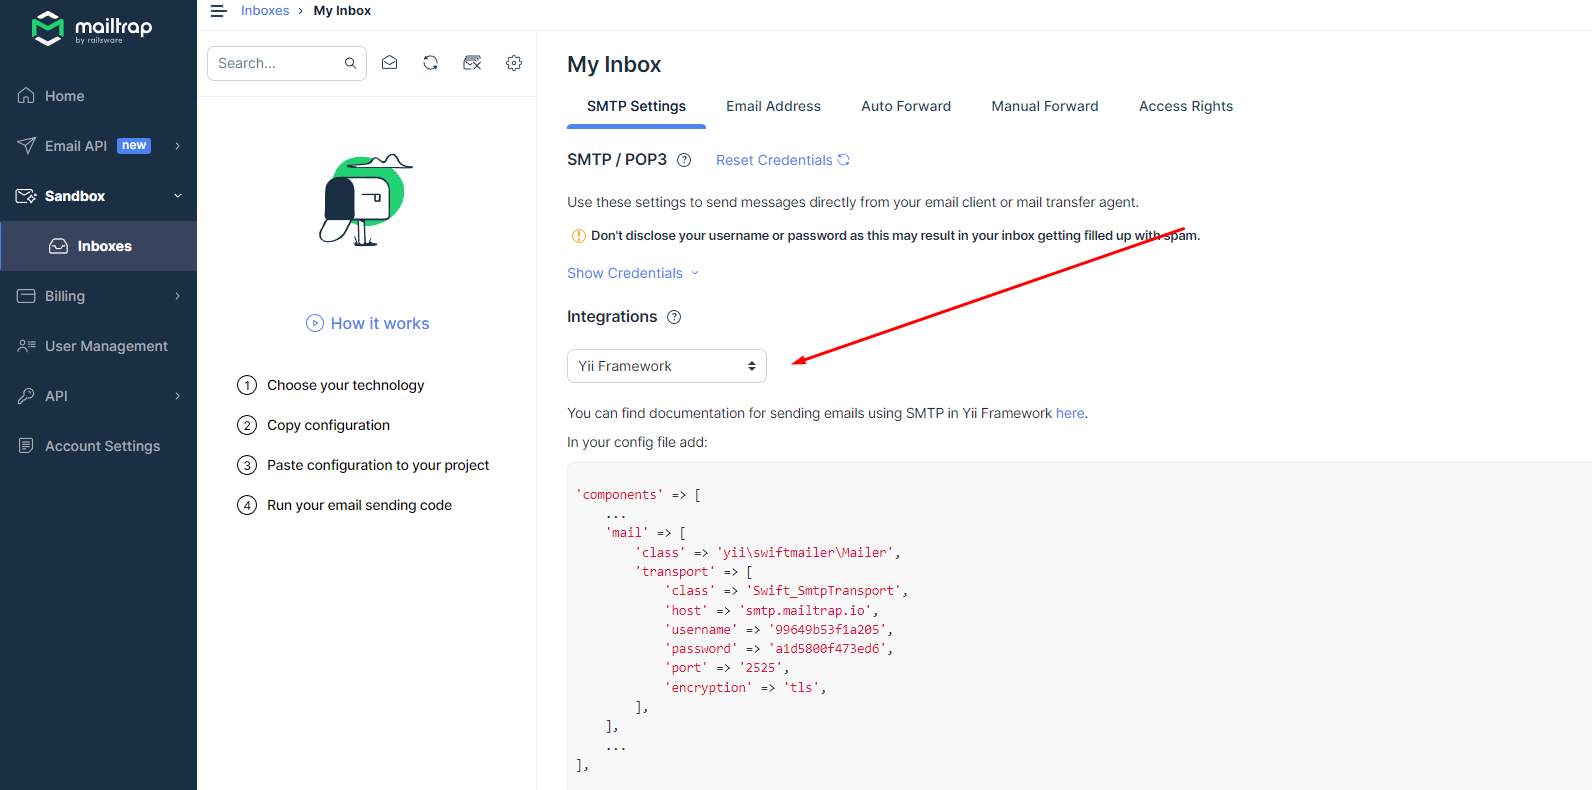 mailtrap
by railsware
Home
Email API new
Sandbox
Inboxes
Billing
User Management
API
Account Settings
Inboxes › My Inbox
Search...
How it works
1 Choose your technology
2 Copy configuration
3 Paste configuration to your project
4 Run your email sending code
My Inbox
SMTP Settings Email Address Auto Forward Manual Forward Access Rights
SMTP / POP3 ? Reset Credentials
Use these settings to send messages directly from your email client or mail transfer agent.
Don't disclose your username or password as this may result in your inbox getting filled up with spam.
Show Credentials
Integrations ?
Yii Framework
You can find documentation for sending emails using SMTP in Yii Framework here.
In your config file add:
'components' => [
...
'mail' => [
'class' => 'yii\swiftmailer\Mailer',
'transport' => [
'class' => 'Swift_SmtpTransport',
'host' => 'smtp.mailtrap.io',
'username' => '99649b53f1a205',
'password' => 'a1d5800f473ed6',
'port' => '2525',
'encryption' => 'tls',
],
],
...
],